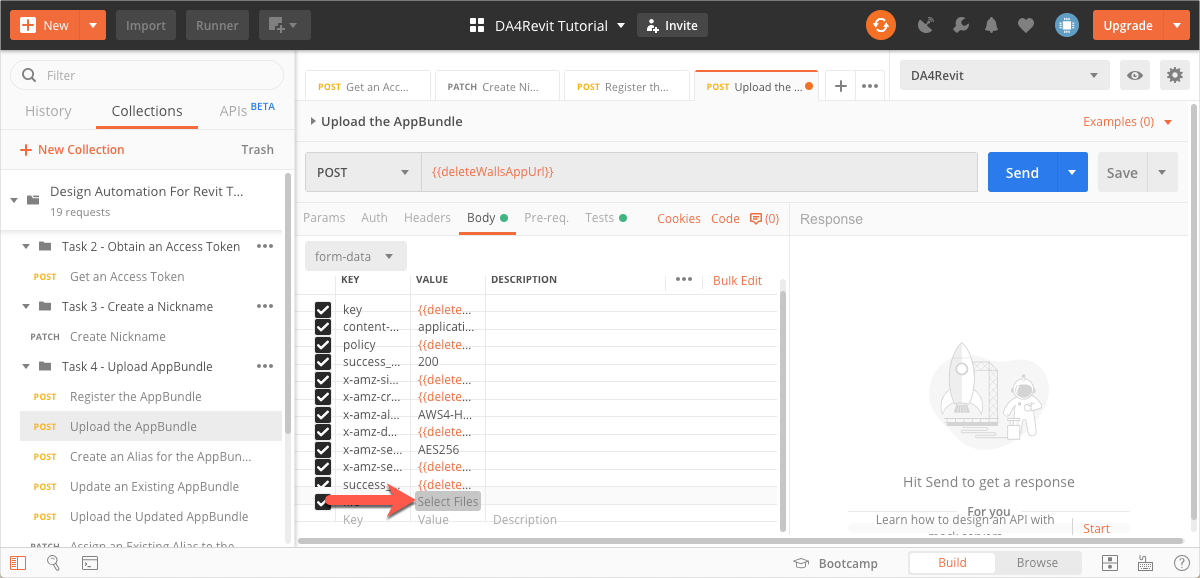 New
Import
Runner
DA4Revit Tutorial
Invite
Upgrade
Filter
History
Collections
APIs BETA
New Collection
Trash
Design Automation For Revit T...
19 requests
Task 2 - Obtain an Access Token
POST Get an Access Token
Task 3 - Create a Nickname
PATCH Create Nickname
Task 4 - Upload AppBundle
POST Register the AppBundle
POST Upload the AppBundle
POST Create an Alias for the AppBun...
POST Update an Existing AppBundle
POST Upload the Updated AppBundle
PATCH Assign an Existing Alias to the
POST Get an Acc...
PATCH Create Ni...
POST Register th...
POST Upload the ...
DA4Revit
Upload the AppBundle
Examples (0)
POST
{{deleteWallsAppUrl}}
Send
Save
Params
Auth
Headers
Body
Pre-req.
Tests
Cookies
Code
(0)
Response
form-data
KEY VALUE DESCRIPTION
Bulk Edit
key {{delete...
content-... applicati...
policy {{delete...
success_... 200
x-amz-si... {{delete...
x-amz-cr... {{delete...
x-amz-al... AWS4-H...
x-amz-d... {{delete...
x-amz-se... AES256
x-amz-se... {{delete...
success_... {{delete...
Select Files
Key Value Description
Hit Send to get a response
For you
Learn how to design an API with
Start
Bootcamp
Build
Browse